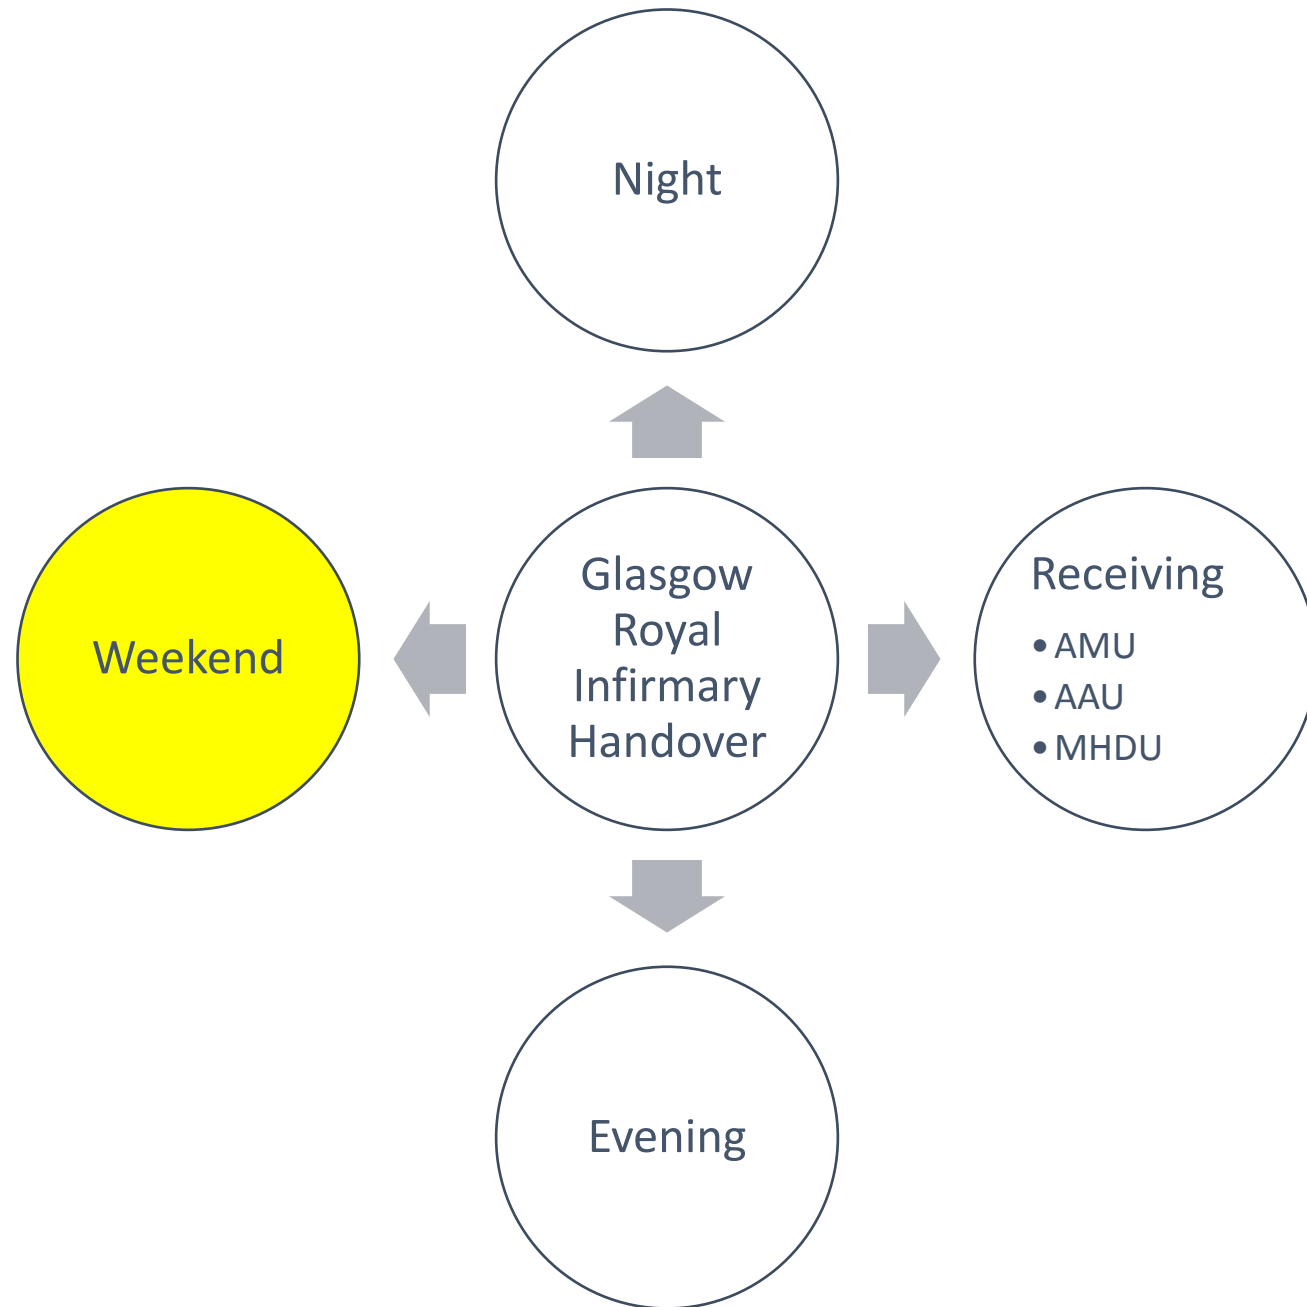 Night
Weekend
Glasgow
Royal
Infirmary
Handover
Receiving
• AMU
• AAU
• MHDU
Evening